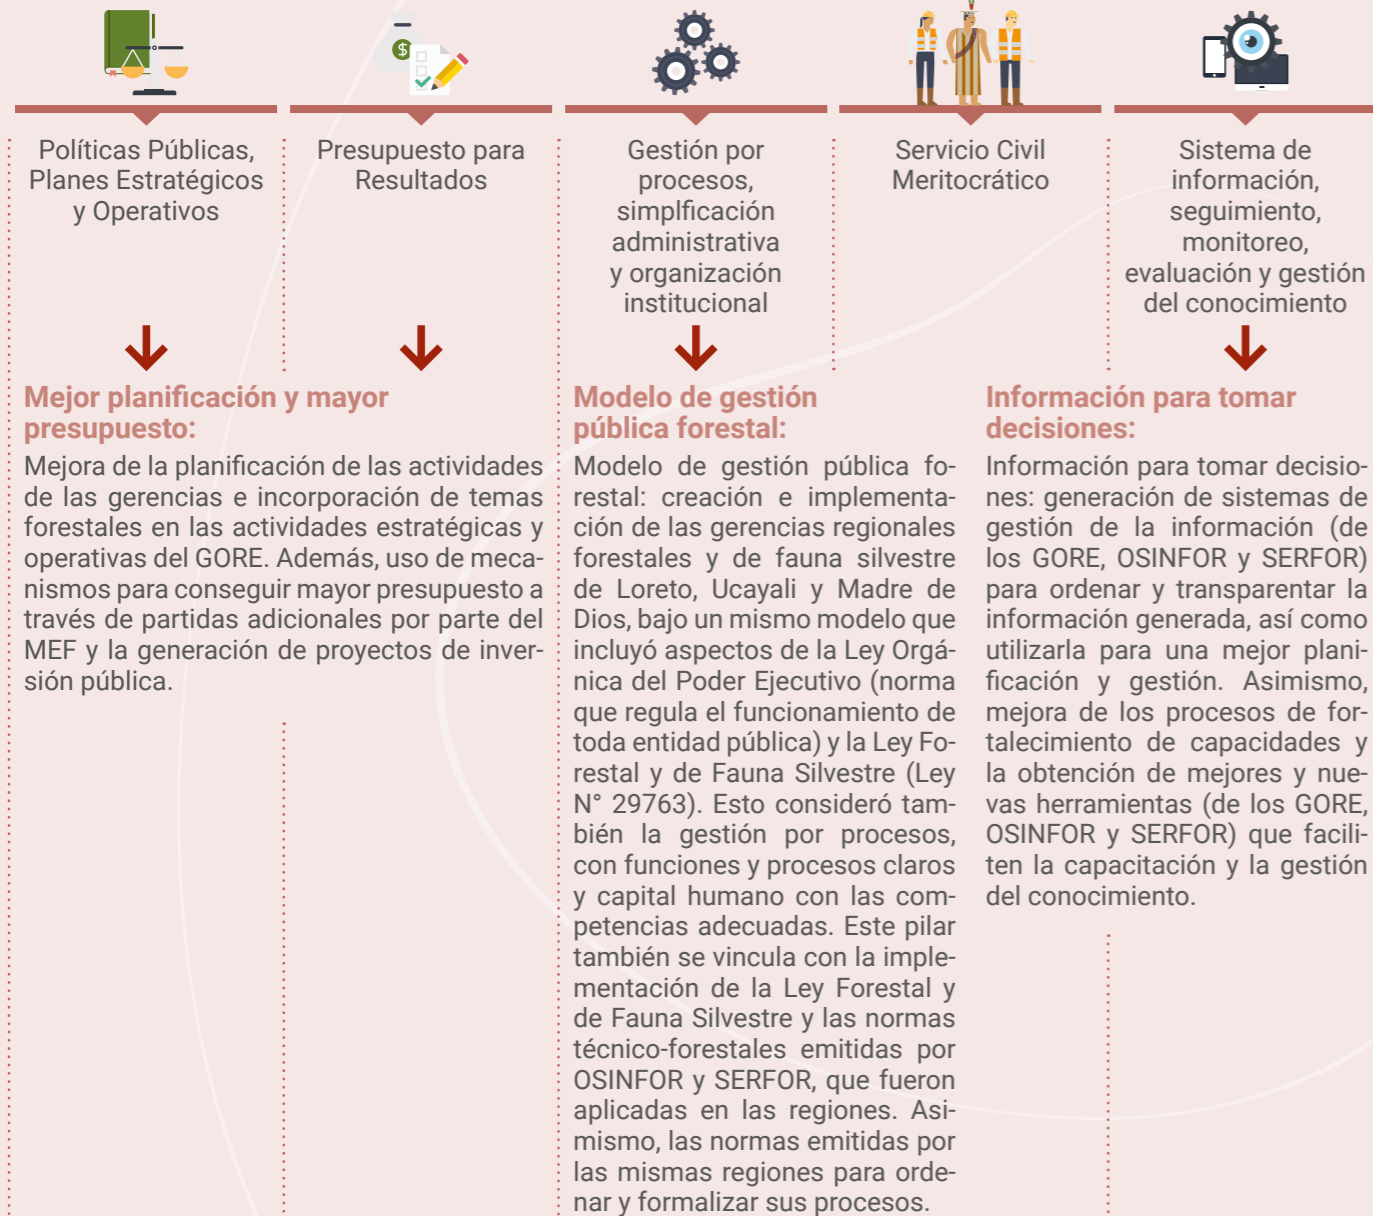 Políticas Públicas,
Planes Estratégicos
y Operativos
Presupuesto para
Resultados
Gestión por
procesos,
simplficación
administrativa
y organización
institucional
Servicio Civil
Meritocrático
Sistema de
información,
seguimiento,
monitoreo,
evaluación y gestión
del conocimiento
Mejor planificación y mayor
presupuesto:
Mejora de la planificación de las actividades
de las gerencias e incorporación de temas
forestales en las actividades estratégicas y
operativas del GORE. Además, uso de meca-
nismos para conseguir mayor presupuesto a
través de partidas adicionales por parte del
MEF y la generación de proyectos de inver-
sión pública.
Modelo de gestión
pública forestal:
Modelo de gestión pública fo-
restal: creación e implementa-
ción de las gerencias regionales
forestales y de fauna silvestre
de Loreto, Ucayali y Madre de
Dios, bajo un mismo modelo que
incluyó aspectos de la Ley Orgá-
nica del Poder Ejecutivo (norma
que regula el funcionamiento de
toda entidad pública) y la Ley Fo-
restal y de Fauna Silvestre (Ley
N° 29763). Esto consideró tam-
bién la gestión por procesos,
con funciones y procesos claros
y capital humano con las com-
petencias adecuadas. Este pilar
también se vincula con la imple-
mentación de la Ley Forestal y
de Fauna Silvestre y las normas
técnico-forestales emitidas por
OSINFOR y SERFOR, que fueron
aplicadas en las regiones. Asi-
mismo, las normas emitidas por
las mismas regiones para orde-
nar y formalizar sus procesos.
Información para tomar
decisiones:
Información para tomar decisio-
nes: generación de sistemas de
gestión de la información (de
los GORE, OSINFOR y SERFOR)
para ordenar y transparentar la
información generada, así como
utilizarla para una mejor plani-
ficación y gestión. Asimismo,
mejora de los procesos de for-
talecimiento de capacidades y
la obtención de mejores y nue-
vas herramientas (de los GORE,
OSINFOR y SERFOR) que facili-
ten la capacitación y la gestión
del conocimiento.